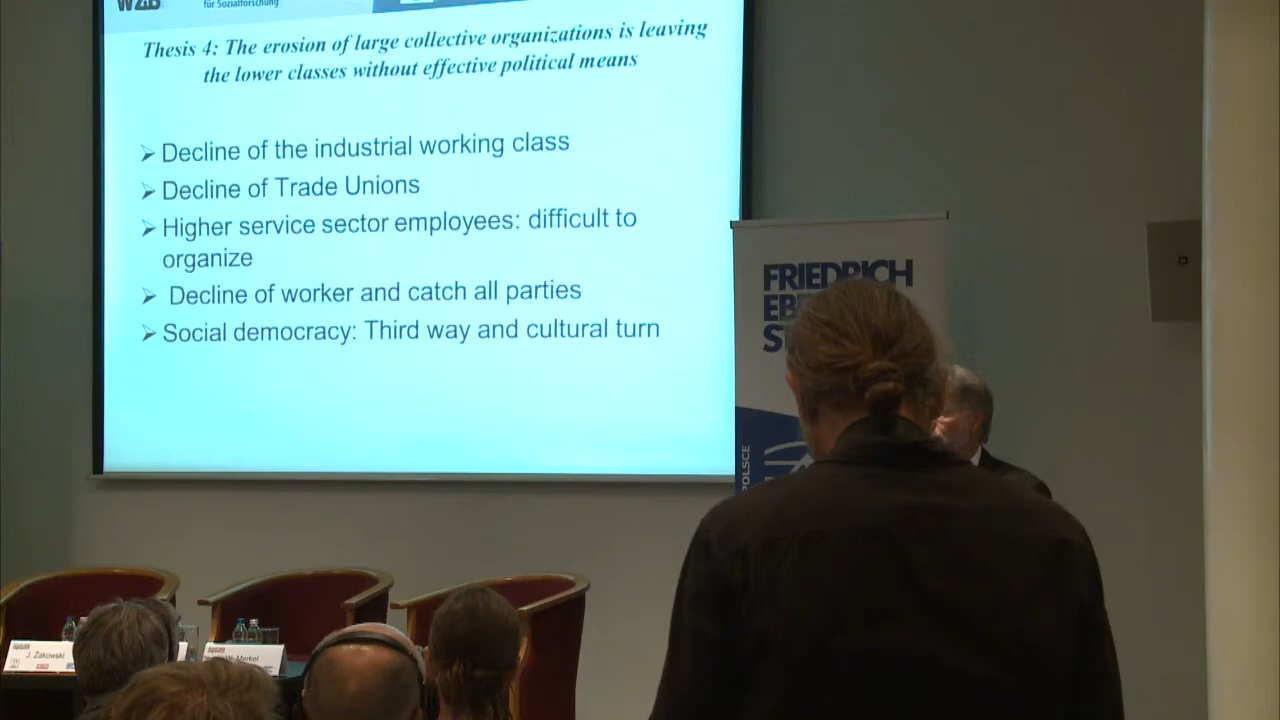 WZB
für Sozialforschung
Thesis 4: The erosion of large collective organizations is leaving
the lower classes without effective political means
Decline of the industrial working class
Decline of Trade Unions
Higher service sector employees: difficult to
organize
Decline of worker and catch all parties
Social democracy: Third way and cultural turn
FRIEDRICH
POLSCE
J. Żakowski
W. Merkel